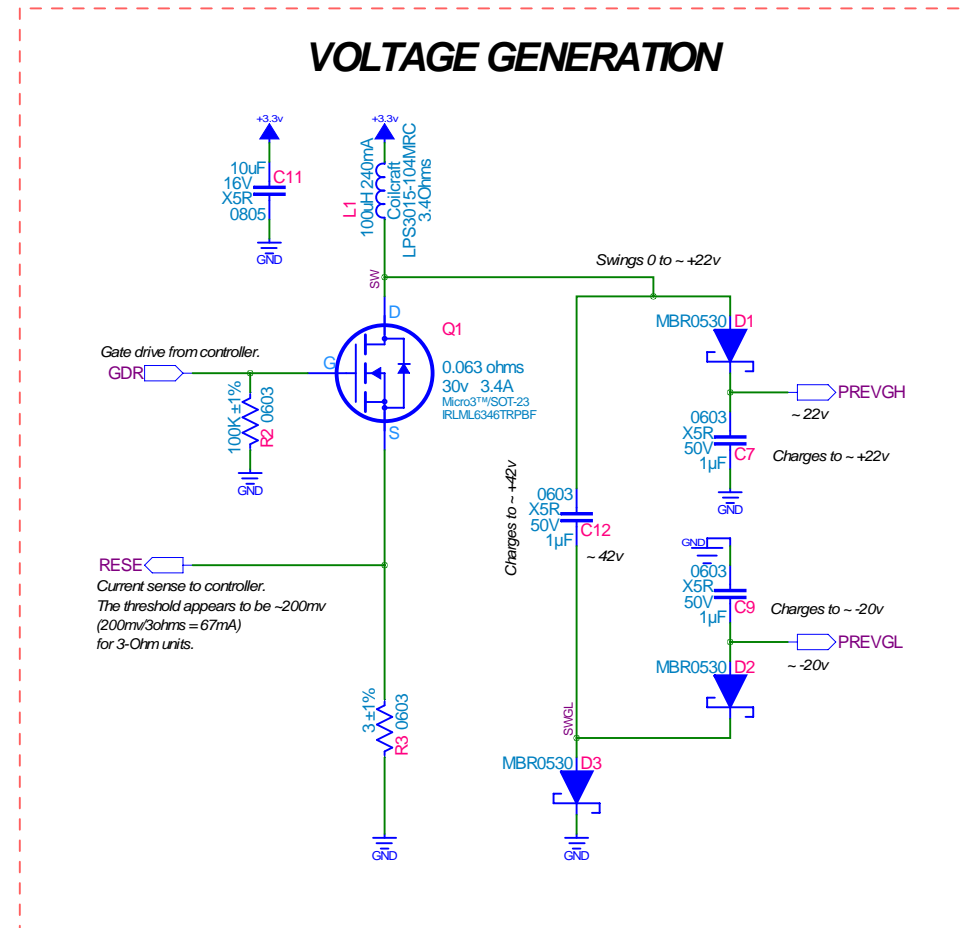 VOLTAGE GENERATION
+3.3v
10uF
16V
X5R
0805
C11
GND
+3.3v
L1
100uH 240mA
Coilcraft
LPS3015-104MRC
3.4Ohms
SW
Swings 0 to ~ +22v
D
G
S
Q1
0.063 ohms
30v 3.4A
Micro3™/SOT-23
IRLML6346TRPBF
Gate drive from controller.
GDR
100K ±1%
R2 0603
GND
MBR0530 D1
PREVGH
~ 22v
0603
X5R
50V
1µF
C7
Charges to ~ +22v
GND
Charges to ~ +42v
0603
X5R
50V
1µF
C12
~ 42v
RESE
Current sense to controller.
The threshold appears to be ~200mv
(200mv/3ohms = 67mA)
for 3-Ohm units.
GND
0603
X5R
50V
1µF
C9
Charges to ~ -20v
PREVGL
~ -20v
MBR0530 D2
3 ±1%
R3 0603
GND
SWGL
MBR0530 D3
GND